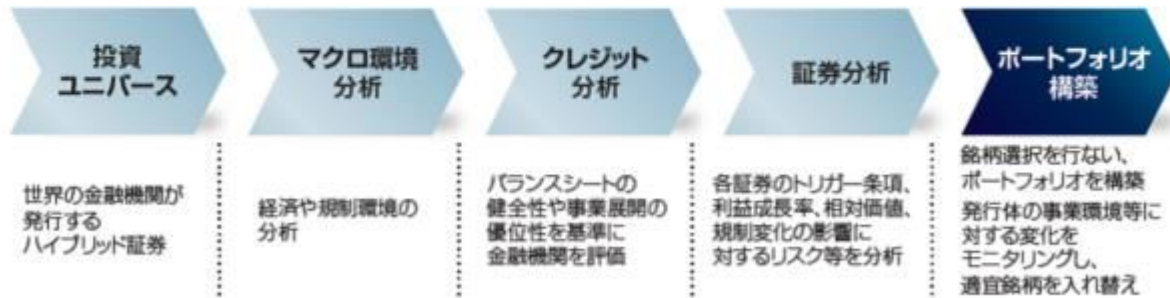 投資
ユニバース
世界の金融機関が
発行する
ハイブリッド証券
マクロ環境
分析
経済や規制環境の
分析
クレジット
分析
バランスシートの
健全性や事業展開の
優位性を基準に
金融機関を評価
証券分析
各証券のトリガー条項、
利益成長率、相対価値、
規制変化の影響に
対するリスク等を分析
ポートフォリオ
構築
銘柄選択を行ない、
ポートフォリオを構築
発行体の事業環境等に
対する変化を
モニタリングし、
適宜銘柄を入れ替え